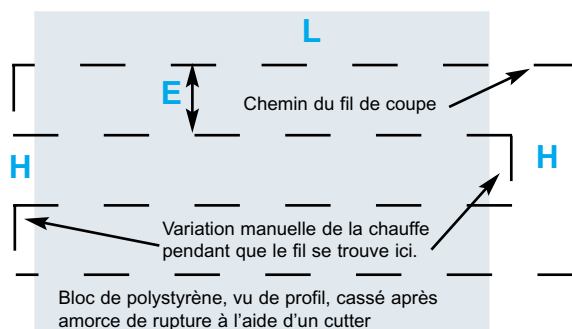 L
E
Chemin du fil de coupe
H
H
Variation manuelle de la chauffe
pendant que le fil se trouve ici.
Bloc de polystyrène, vu de profil, cassé après
amorce de rupture à l'aide d'un cutter